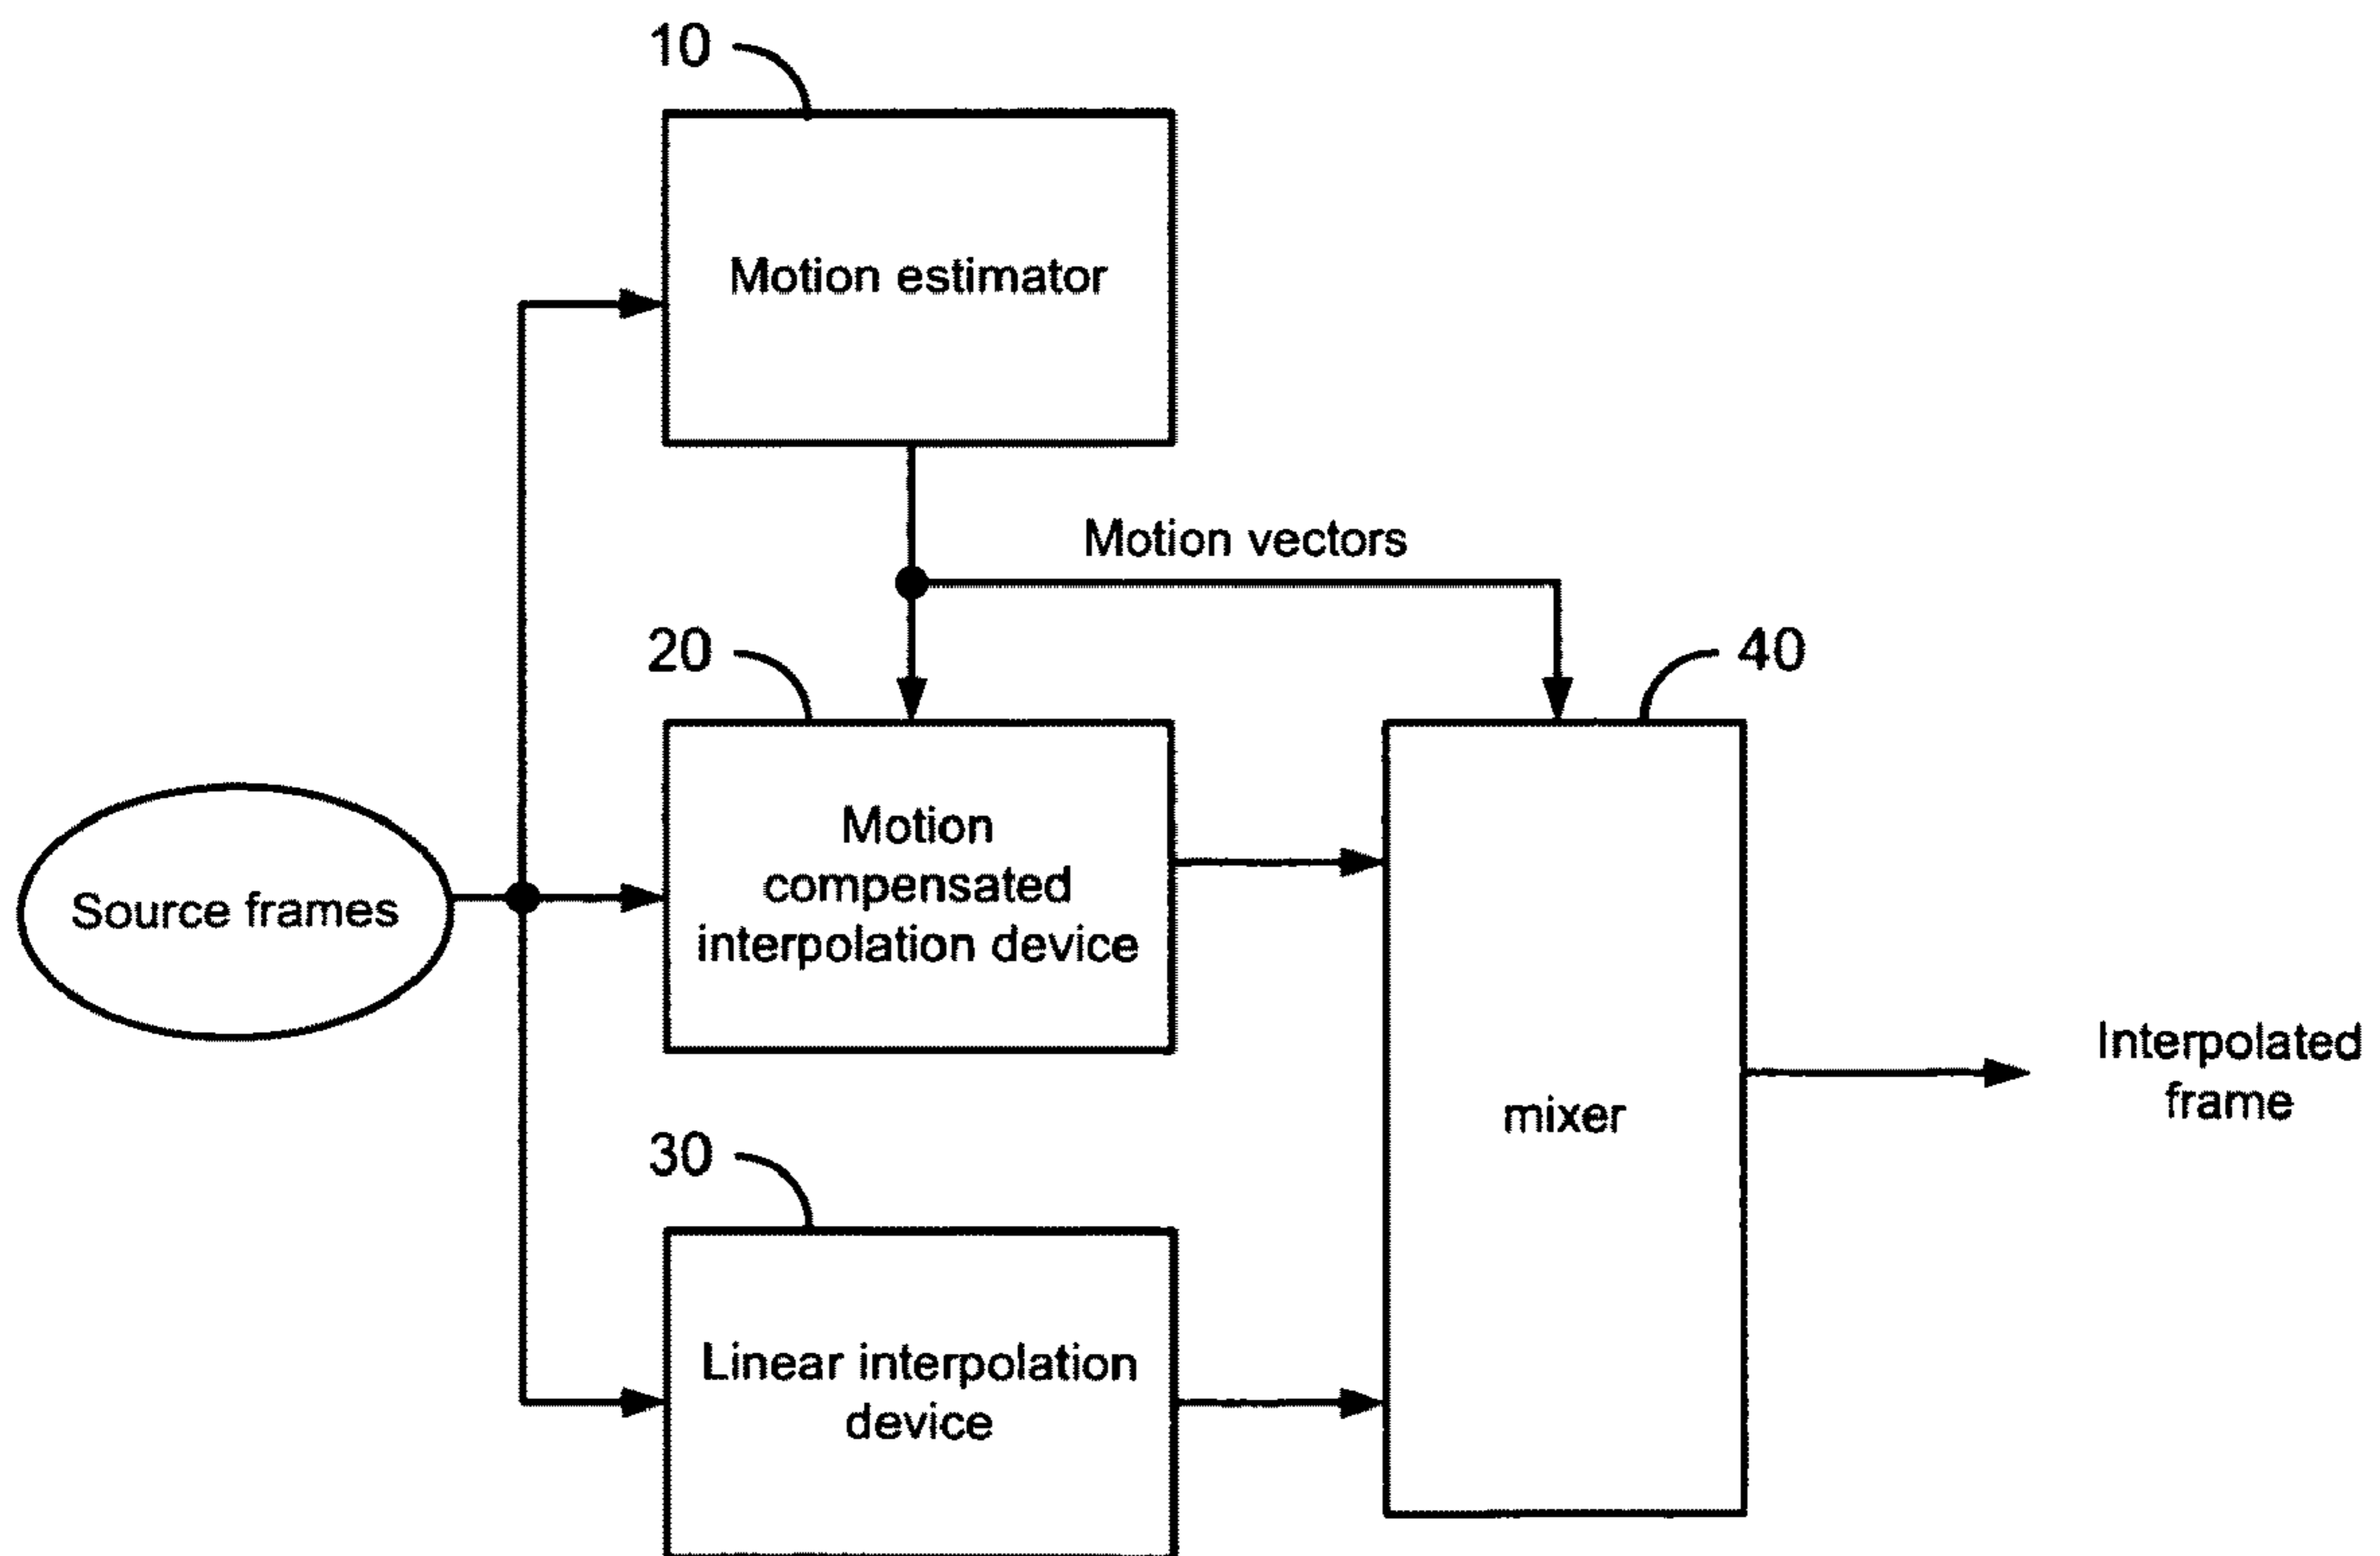 10
Motion estimator
Motion vectors
20
40
Motion
compensated
interpolation device
Source frames
Interpolated
frame
mixer
30
Linear interpolation
device